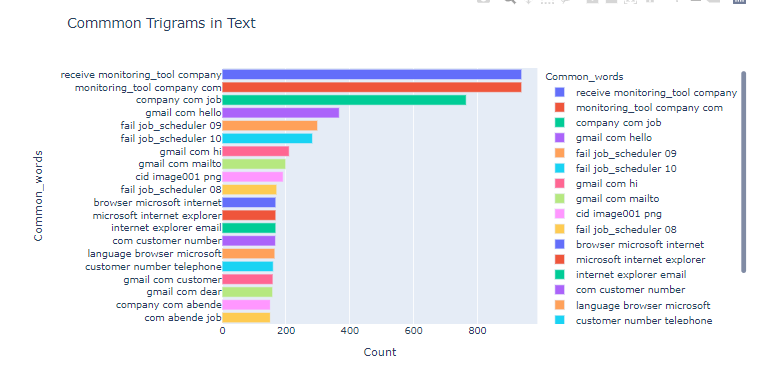 Commmon Trigrams in Text
Common_words
receive monitoring_tool company
monitoring_tool company com
company com job
gmail com hello
fail job_scheduler 09
fail job_scheduler 10
gmail com hi
gmail com mailto
cid image001 png
fail job_scheduler 08
browser microsoft internet
microsoft internet explorer
internet explorer email
com customer number
language browser microsoft
customer number telephone
gmail com customer
gmail com dear
company com abende
com abende job
0 200 400 600 800
Count
Common_words
receive monitoring_tool company
monitoring_tool company com
company com job
gmail com hello
fail job_scheduler 09
fail job_scheduler 10
gmail com hi
gmail com mailto
cid image001 png
fail job_scheduler 08
browser microsoft internet
microsoft internet explorer
internet explorer email
com customer number
language browser microsoft
customer number telephone